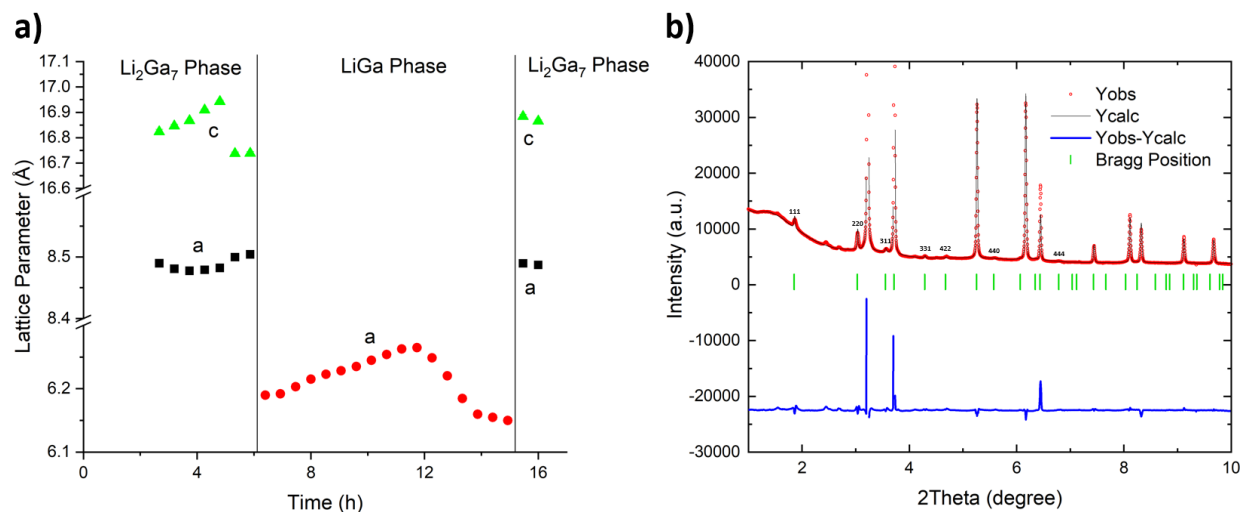 a)
Li2Ga7 Phase
LiGa Phase
Li2Ga7 Phase
17.1
17.0
16.9
16.8
16.7
16.6
8.5
8.4
6.2
6.1
c
a
a
c
a
Lattice Parameter (Å)
0
4
8
12
16
Time (h)
b)
40000
30000
20000
10000
0
-10000
-20000
-30000
Intensity (a.u.)
Yobs
Ycalc
Yobs-Ycalc
Bragg Position
111
220
311
331
422
440
444
2
4
6
8
10
2Theta (degree)